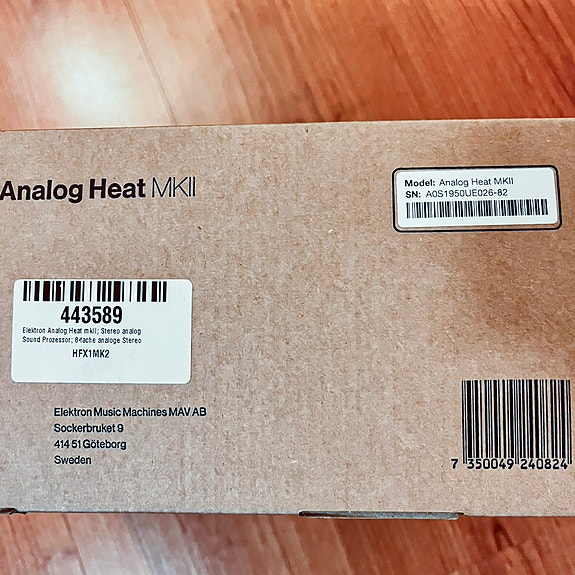 Analog Heat MKII
Model: Analog Heat MKII
SN: A0S1950UE026-82
443589
Elektron Analog Heat mkII; Stereo analog
Sound Prozessor; 8-fache analoge Stereo
HFX1MK2
Elektron Music Machines MAV AB
Sockerbruket 9
414 51 Göteborg
Sweden
7 350049 240824